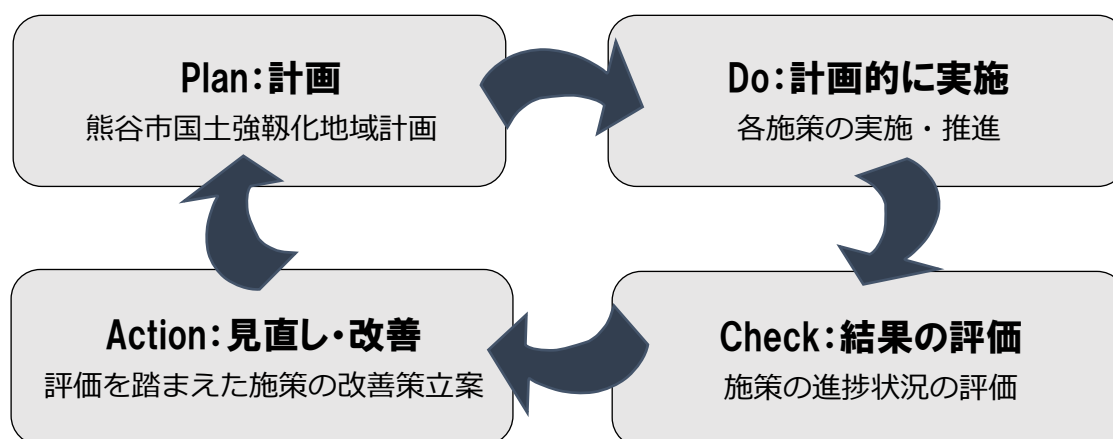 Plan：計画
熊谷市国土強靱化地域計画
Do：計画的に実施
各施策の実施・推進
Action：見直し・改善
評価を踏まえた施策の改善策立案
Check：結果の評価
施策の進捗状況の評価